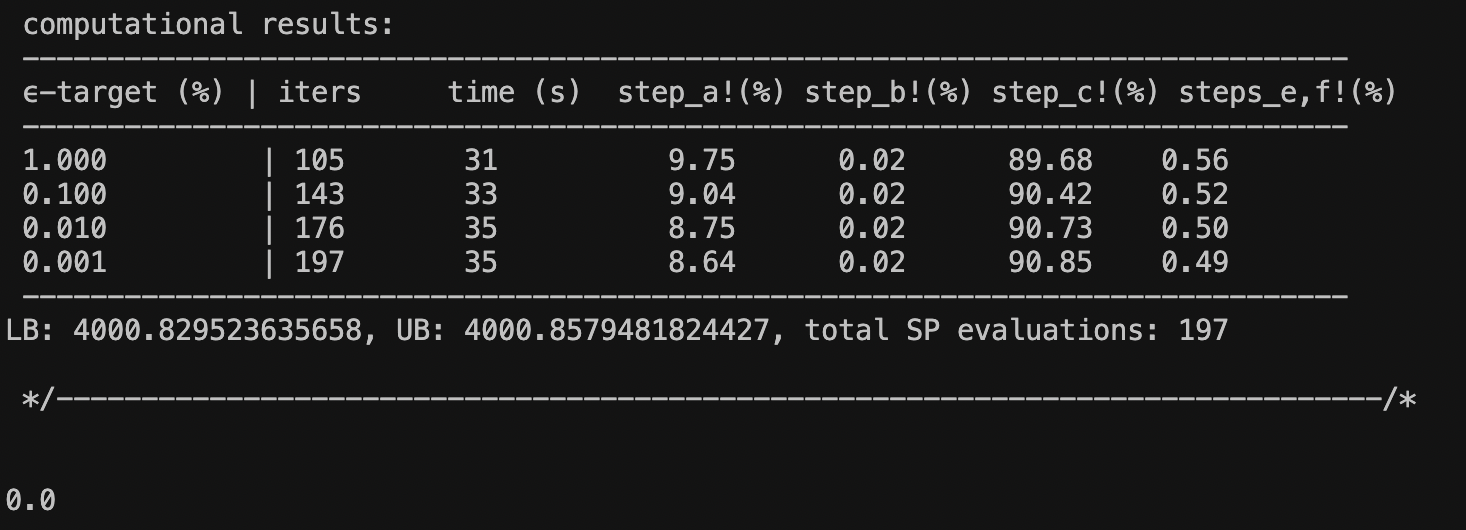 computational results:
--------------------------------------------------------------------------------
ϵ-target (%) | iters     time (s)  step_a!(%) step_b!(%) step_c!(%) steps_e,f!(%)
--------------------------------------------------------------------------------
1.000         | 105       31          9.75      0.02      89.68    0.56
0.100         | 143       33          9.04      0.02      90.42    0.52
0.010         | 176       35          8.75      0.02      90.73    0.50
0.001         | 197       35          8.64      0.02      90.85    0.49
--------------------------------------------------------------------------------
LB: 4000.829523635658, UB: 4000.8579481824427, total SP evaluations: 197
*/--------------------------------------------------------------------------------/*
0.0